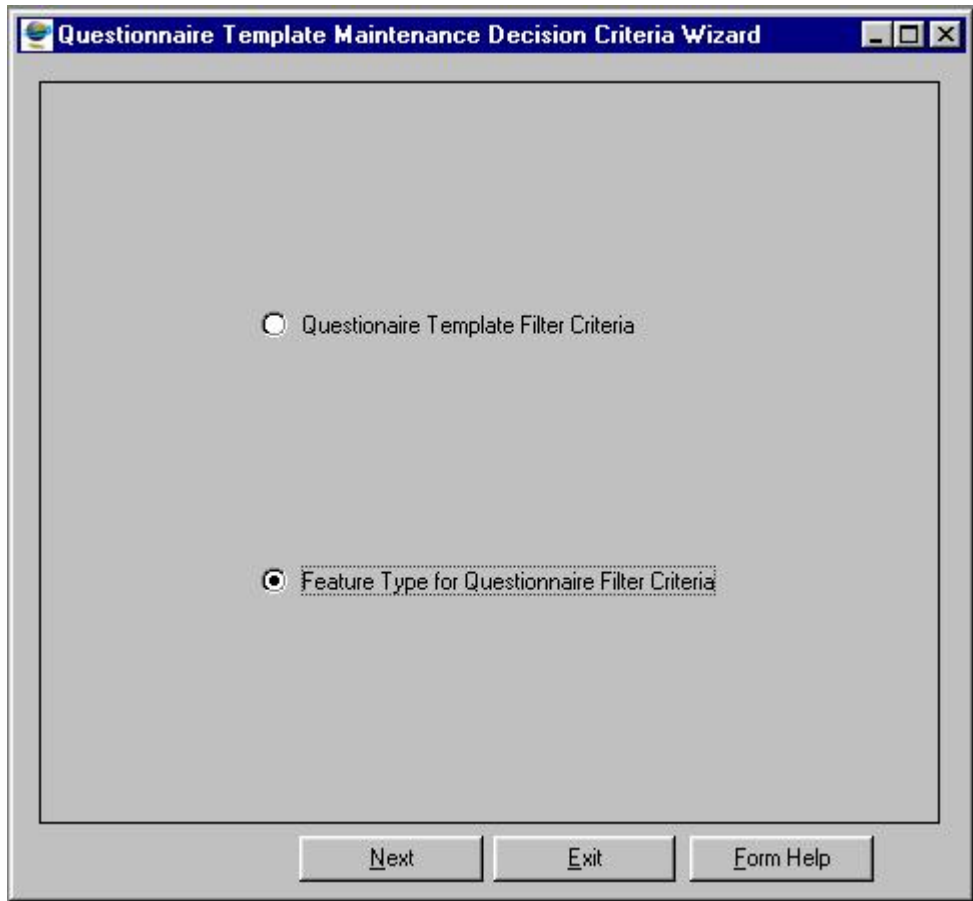 Questionnaire Template Maintenance Decision Criteria Wizard
Questionaire Template Filter Criteria
Feature Type for Questionnaire Filter Criteria
Next Exit Form Help